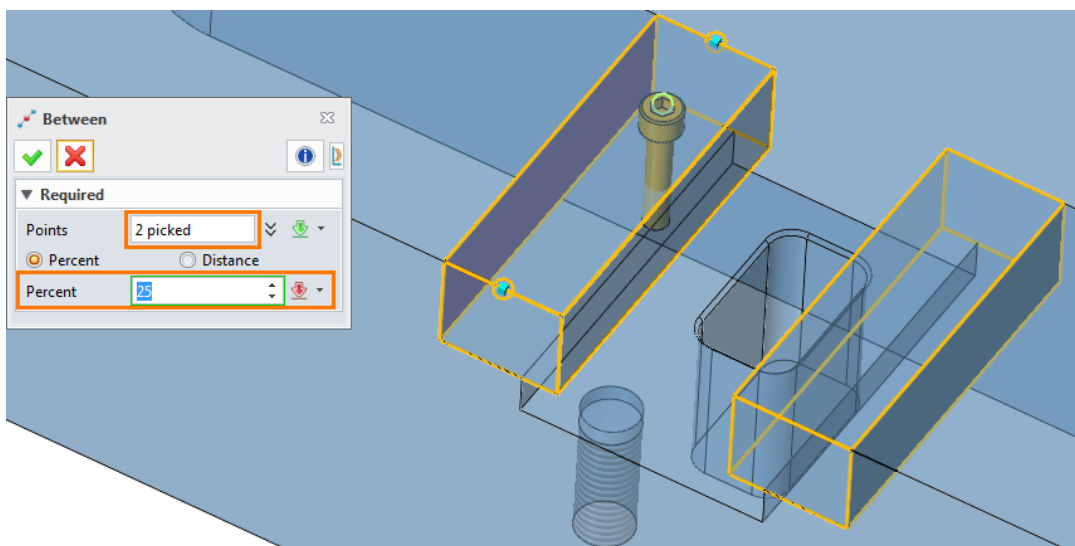 Between
Required
Points 2 picked
Percent Distance
Percent 25